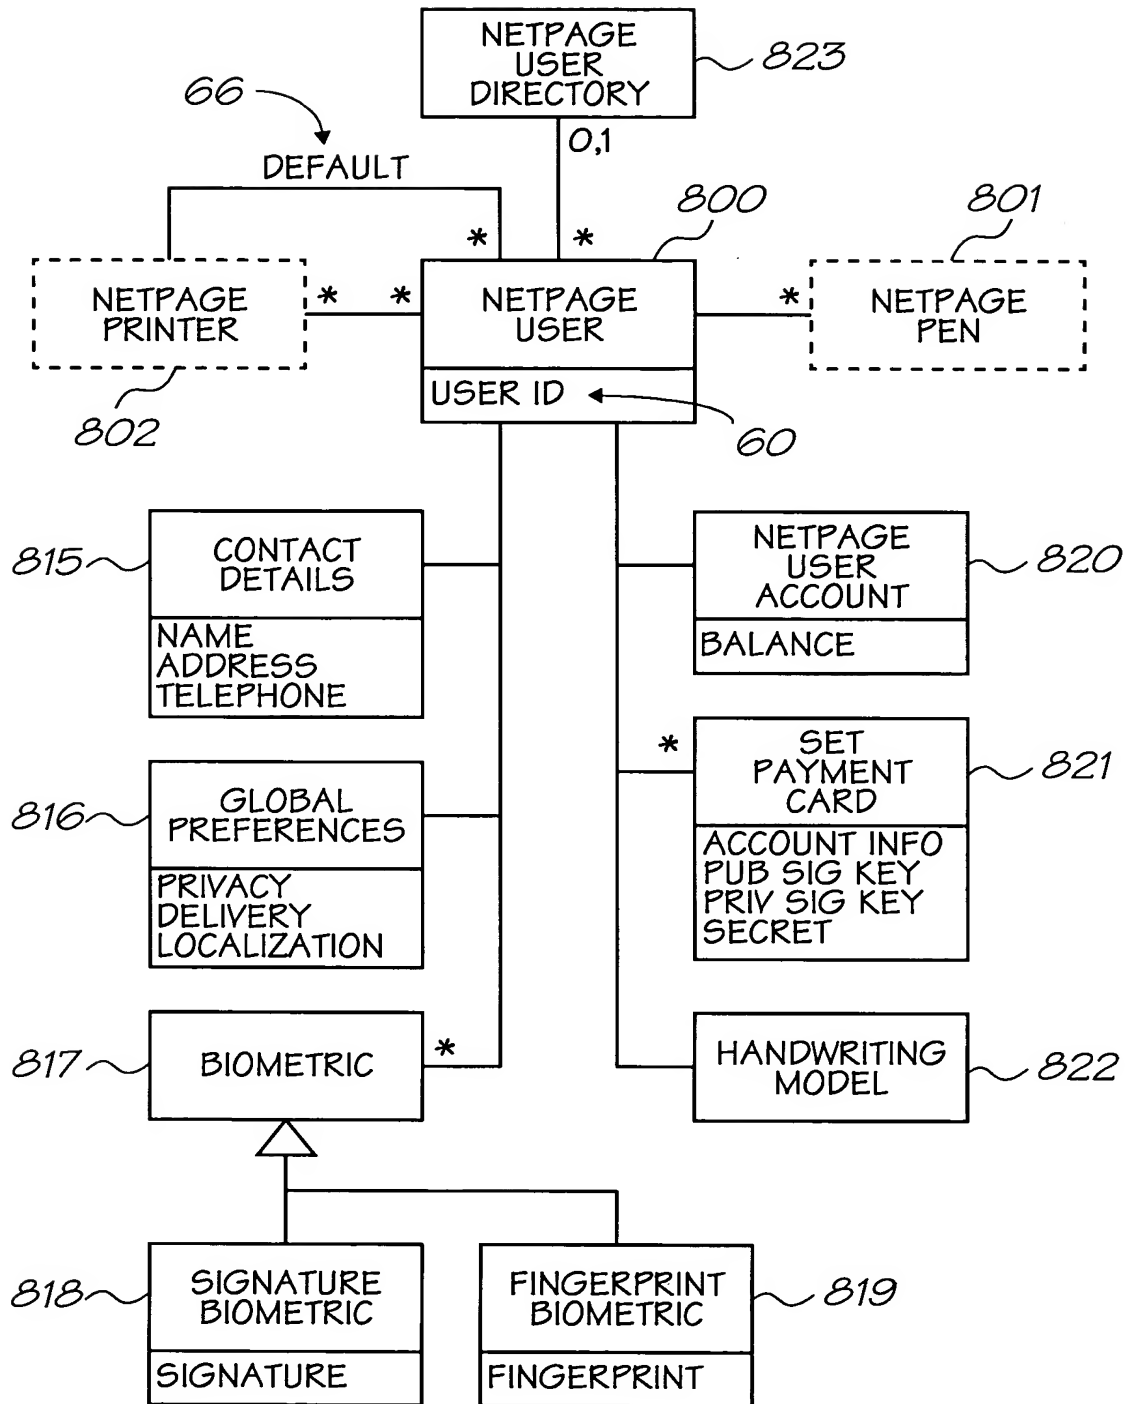 NETPAGE
USER
DIRECTORY
823
66
0,1
DEFAULT
800
801
*
*
NETPAGE
PRINTER
*
*
NETPAGE
USER
*
NETPAGE
PEN
USER ID
802
60
815
CONTACT
DETAILS
NAME
ADDRESS
TELEPHONE
NETPAGE
USER
ACCOUNT
820
BALANCE
816
GLOBAL
PREFERENCES
PRIVACY
DELIVERY
LOCALIZATION
*
SET
PAYMENT
CARD
821
ACCOUNT INFO
PUB SIG KEY
PRIV SIG KEY
SECRET
817
BIOMETRIC
*
HANDWRITING
MODEL
822
818
SIGNATURE
BIOMETRIC
SIGNATURE
FINGERPRINT
BIOMETRIC
819
FINGERPRINT